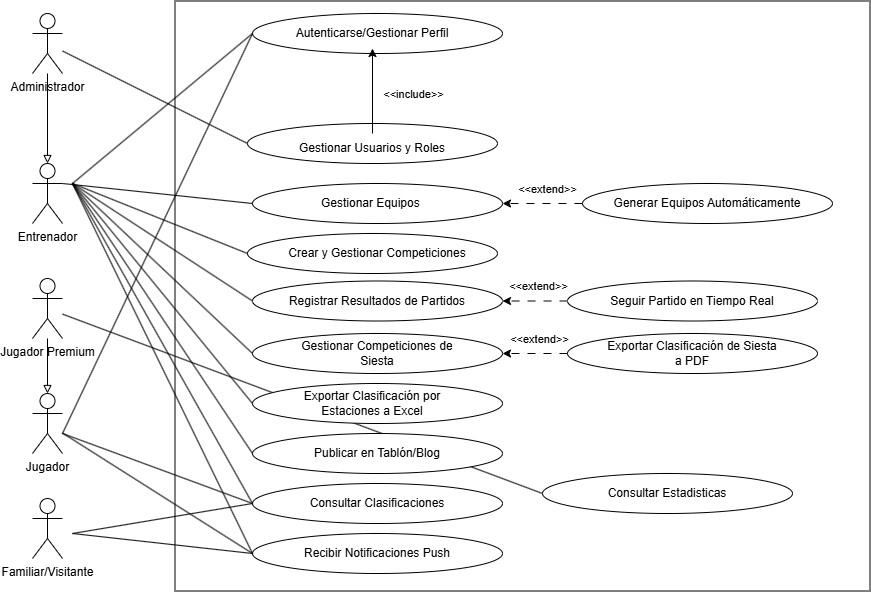 Autenticarse/Gestionar Perfil
Administrador
<<include>>
Gestionar Usuarios y Roles
<<extend>>
Gestionar Equipos
Generar Equipos Automáticamente
Entrenador
Crear y Gestionar Competiciones
<<extend>>
Registrar Resultados de Partidos
Seguir Partido en Tiempo Real
<<extend>>
Jugador Premium
Gestionar Competiciones de
Siesta
Exportar Clasificación de Siesta
a PDF
Exportar Clasificación por
Estaciones a Excel
Publicar en Tablón/Blog
Jugador
Consultar Estadisticas
Consultar Clasificaciones
Recibir Notificaciones Push
Familiar/Visitante